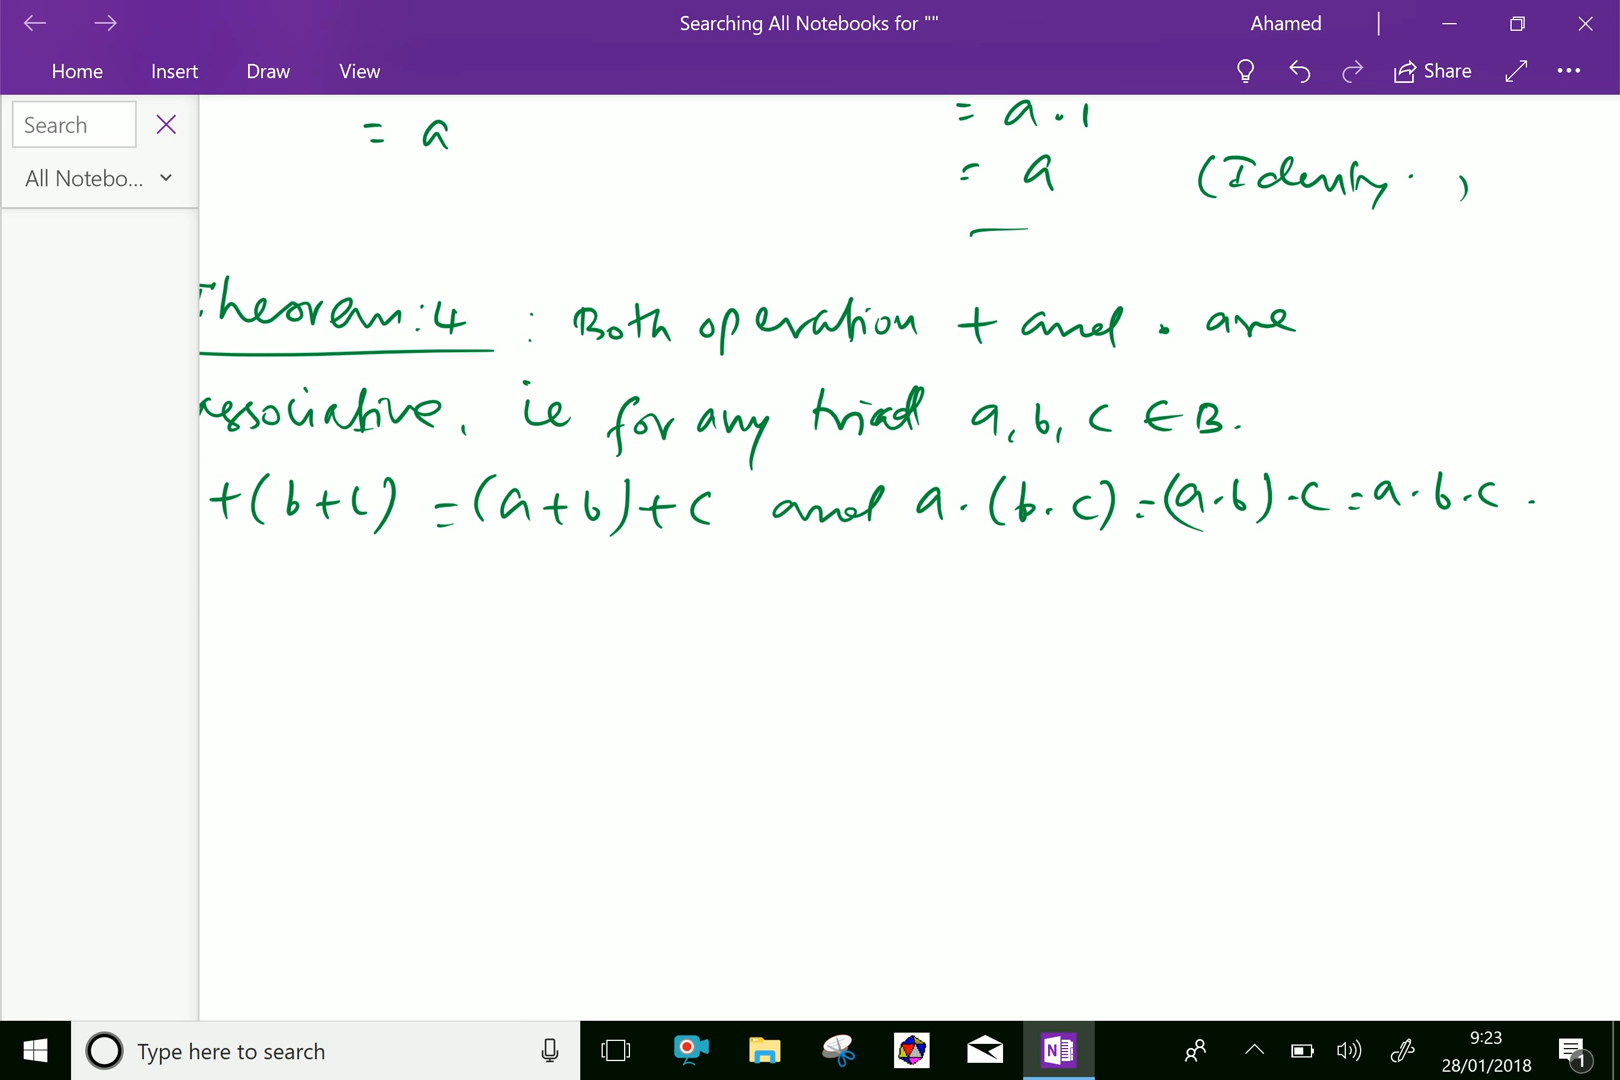 Searching All Notebooks for ""
Ahamed
Home Insert Draw View
Share
Search
All Notebo...
= a
= a . 1
= a (Identity . )
Theorem : 4 : Both operation + and . are
associative, ie for any triad a, b, c ∈ B.
+(b+c) = (a+b)+c and a.(b.c) = (a.b).c = a.b.c .
Type here to search
9:23
28/01/2018
1